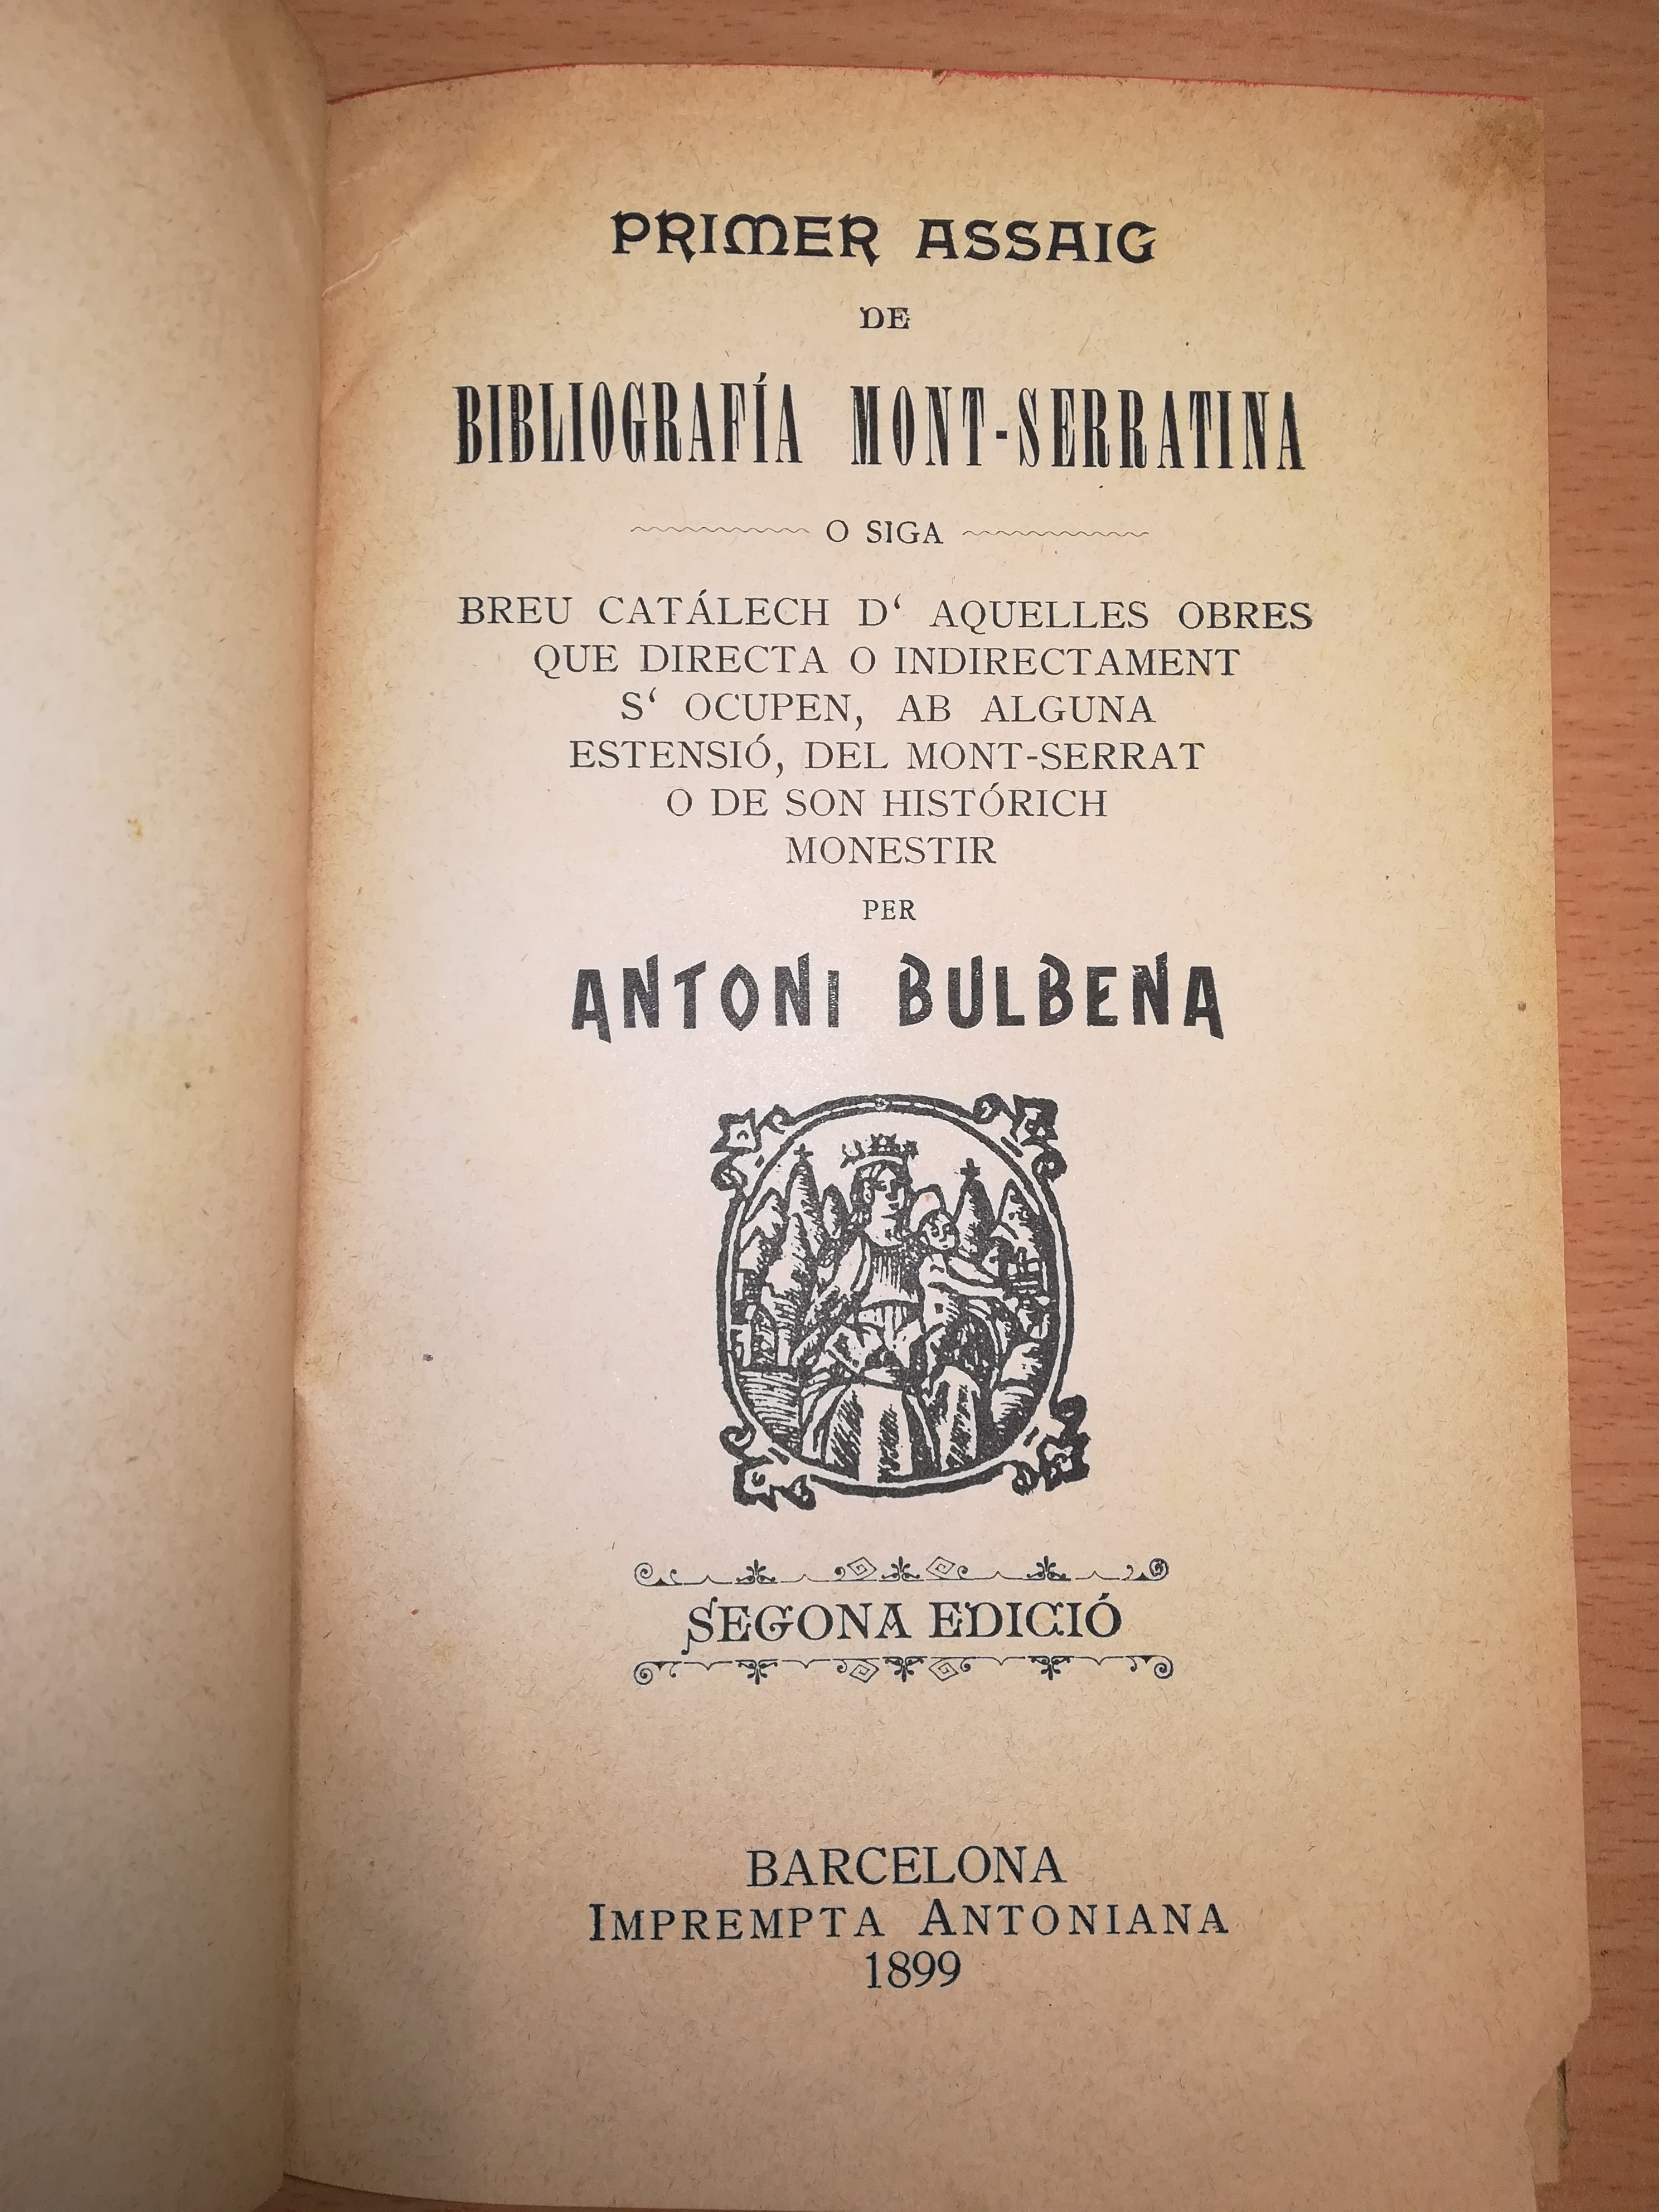 PRIMER ASSAIG
DE
BIBLIOGRAFÍA MONT-SERRATINA
O SIGA
BREU CATÁLECH D‘ AQUELLES OBRES
QUE DIRECTA O INDIRECTAMENT
S‘ OCUPEN, AB ALGUNA
ESTENSIÓ, DEL MONT-SERRAT
O DE SON HISTÓRICH
MONESTIR
PER
ANTONI BULBENA
SEGONA EDICIÓ
BARCELONA
IMPREMPTA ANTONIANA
1899